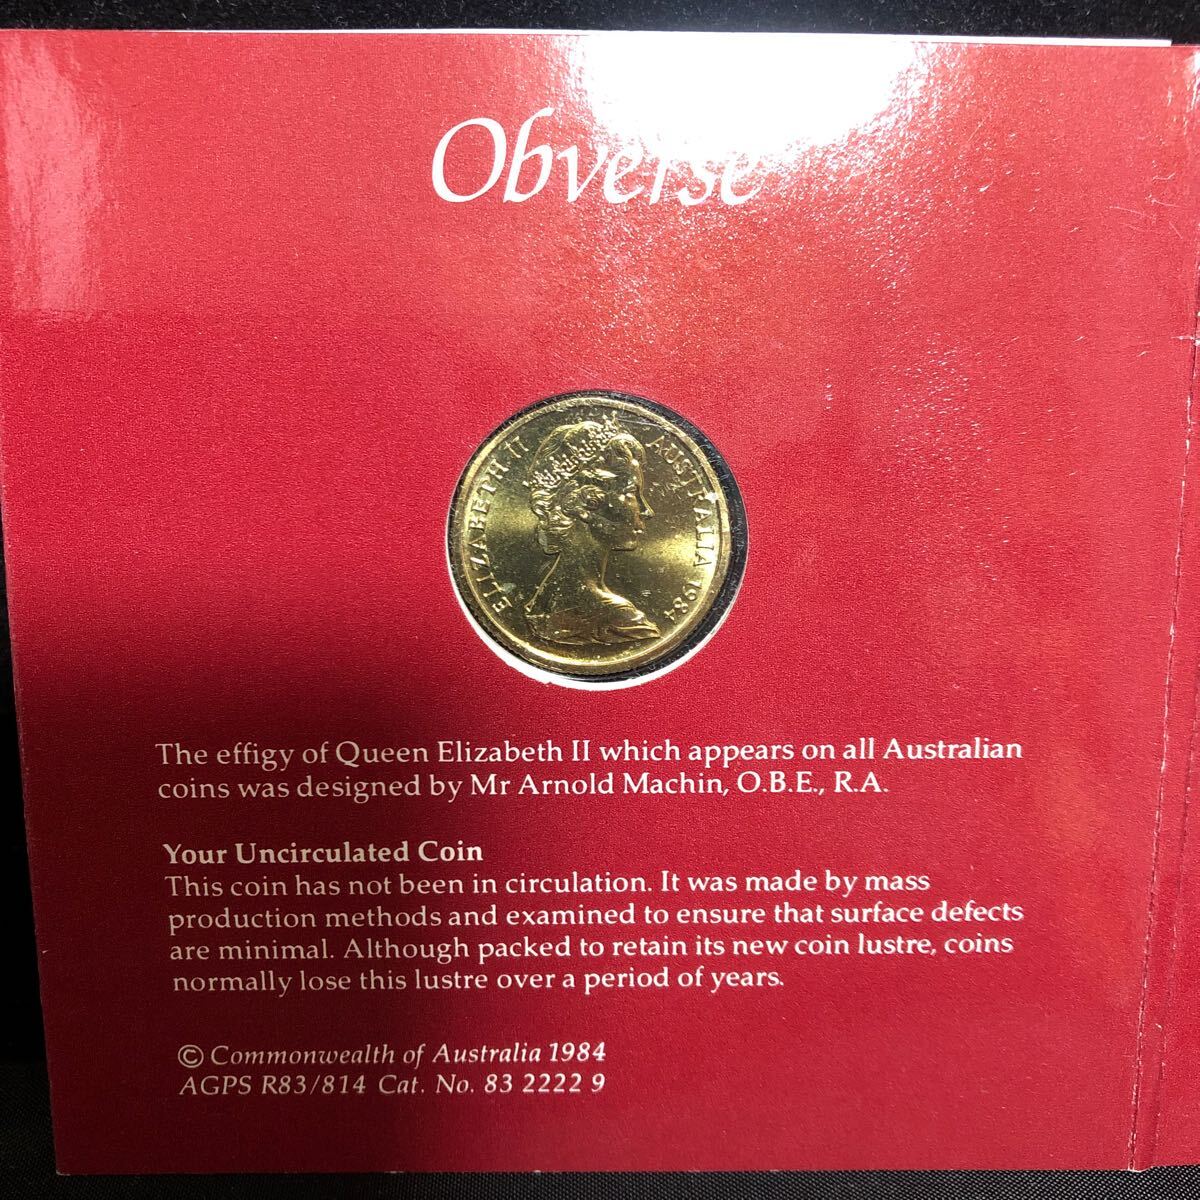 Obverse
ELIZABETH II
AUSTRALIA 1984
The effigy of Queen Elizabeth II which appears on all Australian
coins was designed by Mr Arnold Machin, O.B.E., R.A.
Your Uncirculated Coin
This coin has not been in circulation. It was made by mass
production methods and examined to ensure that surface defects
are minimal. Although packed to retain its new coin lustre, coins
normally lose this lustre over a period of years.
© Commonwealth of Australia 1984
AGPS R83/814 Cat. No. 83 2222 9